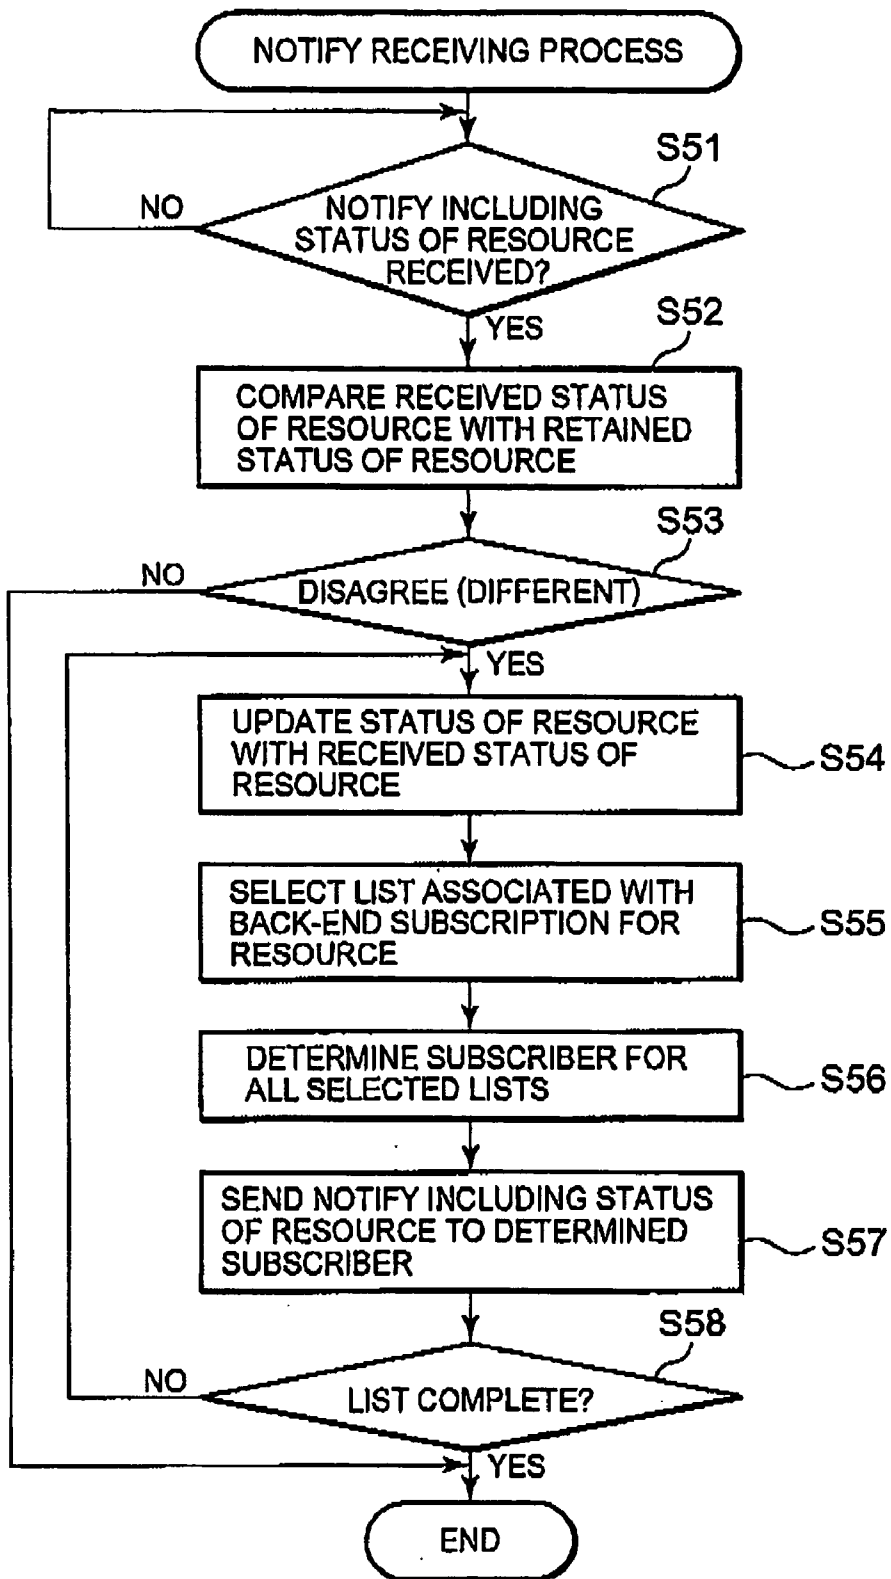 NOTIFY RECEIVING PROCESS
S51
NO
NOTIFY INCLUDING
STATUS OF RESOURCE
RECEIVED?
YES
S52
COMPARE RECEIVED STATUS
OF RESOURCE WITH RETAINED
STATUS OF RESOURCE
S53
NO
DISAGREE (DIFFERENT)
YES
UPDATE STATUS OF RESOURCE
WITH RECEIVED STATUS OF
RESOURCE
S54
SELECT LIST ASSOCIATED WITH
BACK-END SUBSCRIPTION FOR
RESOURCE
S55
DETERMINE SUBSCRIBER FOR
ALL SELECTED LISTS
S56
SEND NOTIFY INCLUDING STATUS
OF RESOURCE TO DETERMINED
SUBSCRIBER
S57
S58
NO
LIST COMPLETE?
YES
END